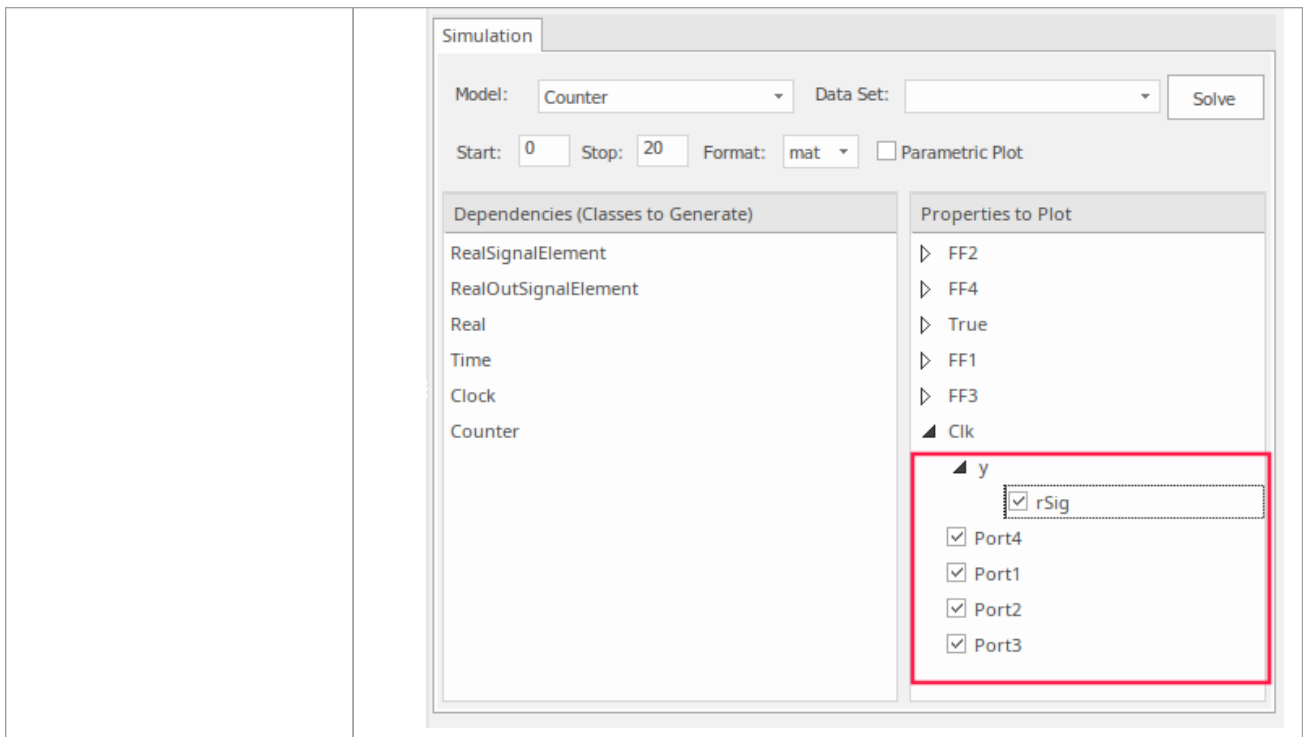 Simulation
Model: Counter Data Set: Solve
Start: 0 Stop: 20 Format: mat Parametric Plot
Dependencies (Classes to Generate)
RealSignalElement
RealOutSignalElement
Real
Time
Clock
Counter
Properties to Plot
FF2
FF4
True
FF1
FF3
Clk
y
rSig
Port4
Port1
Port2
Port3